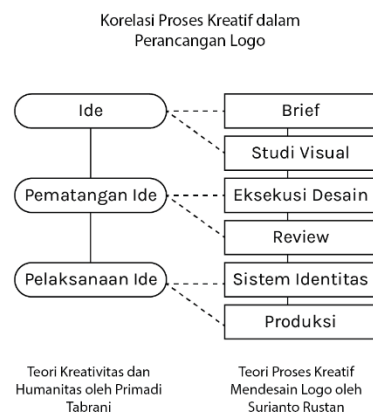 Korelasi Proses Kreatif dalam
Perancangan Logo
Ide
Brief
Studi Visual
Pematangan Ide
Eksekusi Desain
Review
Pelaksanaan Ide
Sistem Identitas
Produksi
Teori Kreativitas dan
Humanitas oleh Primadi
Tabrani
Teori Proses Kreatif
Mendesain Logo oleh
Surianto Rustan